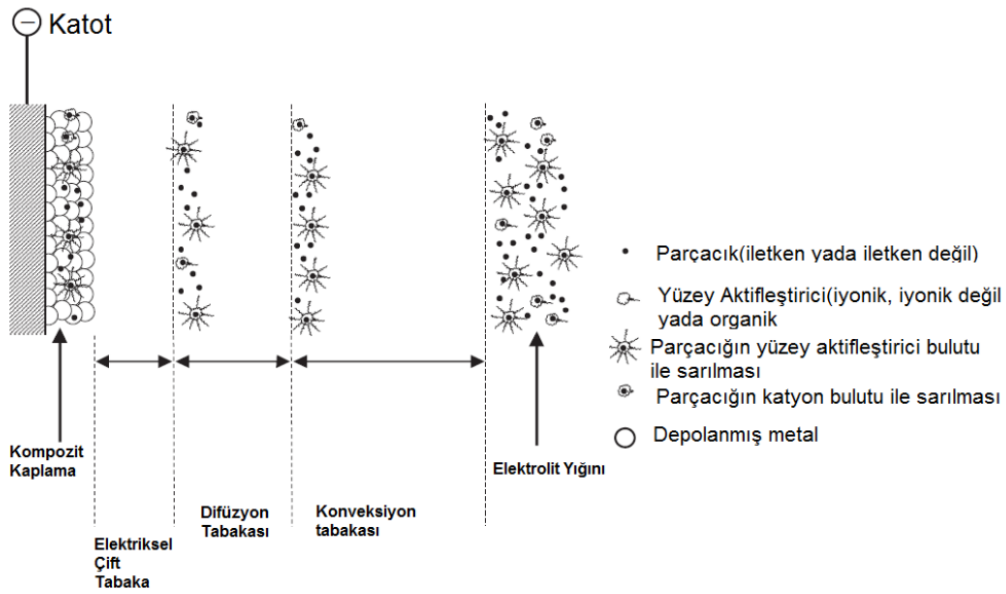 Katot
Parçacık(iletken yada iletken değil)
Yüzey Aktifleştirici(iyonik, iyonik değil
yada organik
Parçacığın yüzey aktifleştirici bulutu
ile sarılması
Parçacığın katyon bulutu ile sarılması
Depolanmış metal
Kompozit
Kaplama
Elektrolit Yığını
Difüzyon
Tabakası
Konveksiyon
tabakası
Elektriksel
Çift
Tabaka